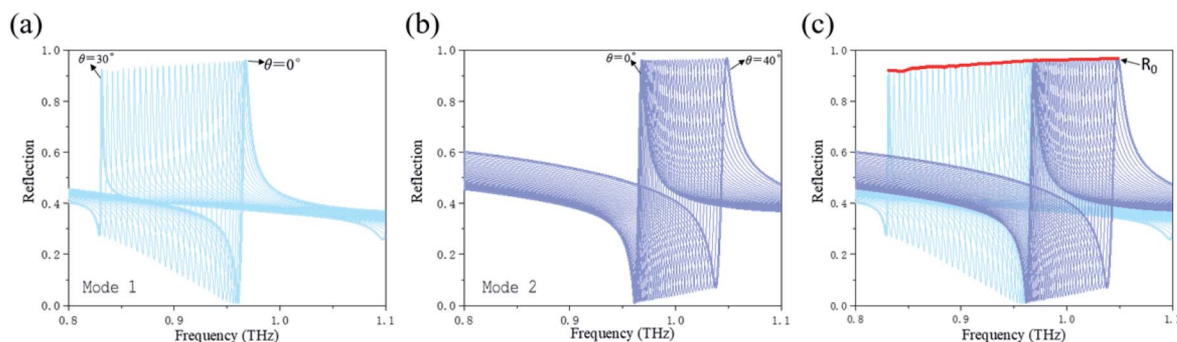 (a)
1.0
0.8
0.6
0.4
0.2
0.0
Reflection
θ=30°
θ=0°
Mode 1
0.8 0.9 1.0 1.1
Frequency (THz)
(b)
1.0
0.8
0.6
0.4
0.2
0.0
Reflection
θ=0°
θ=40°
Mode 2
0.8 0.9 1.0 1.1
Frequency (THz)
(c)
1.0
0.8
0.6
0.4
0.2
0.0
Reflection
R0
0.8 0.9 1.0 1.1
Frequency (THz)